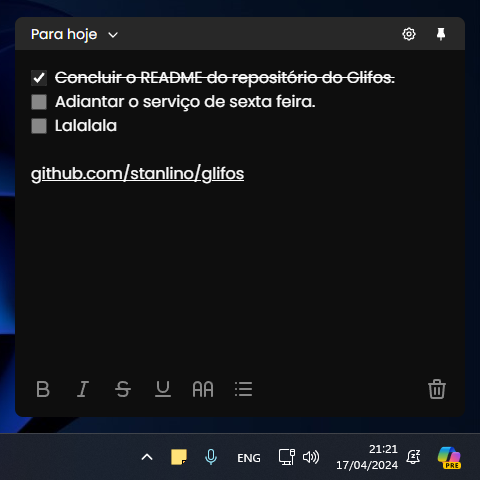 Para hoje
Concluir o README do repositório do Glifos.
Adiantar o serviço de sexta feira.
Lalalala
github.com/stanlino/glifos
B I S U AA
ENG
21:21
17/04/2024
PRE